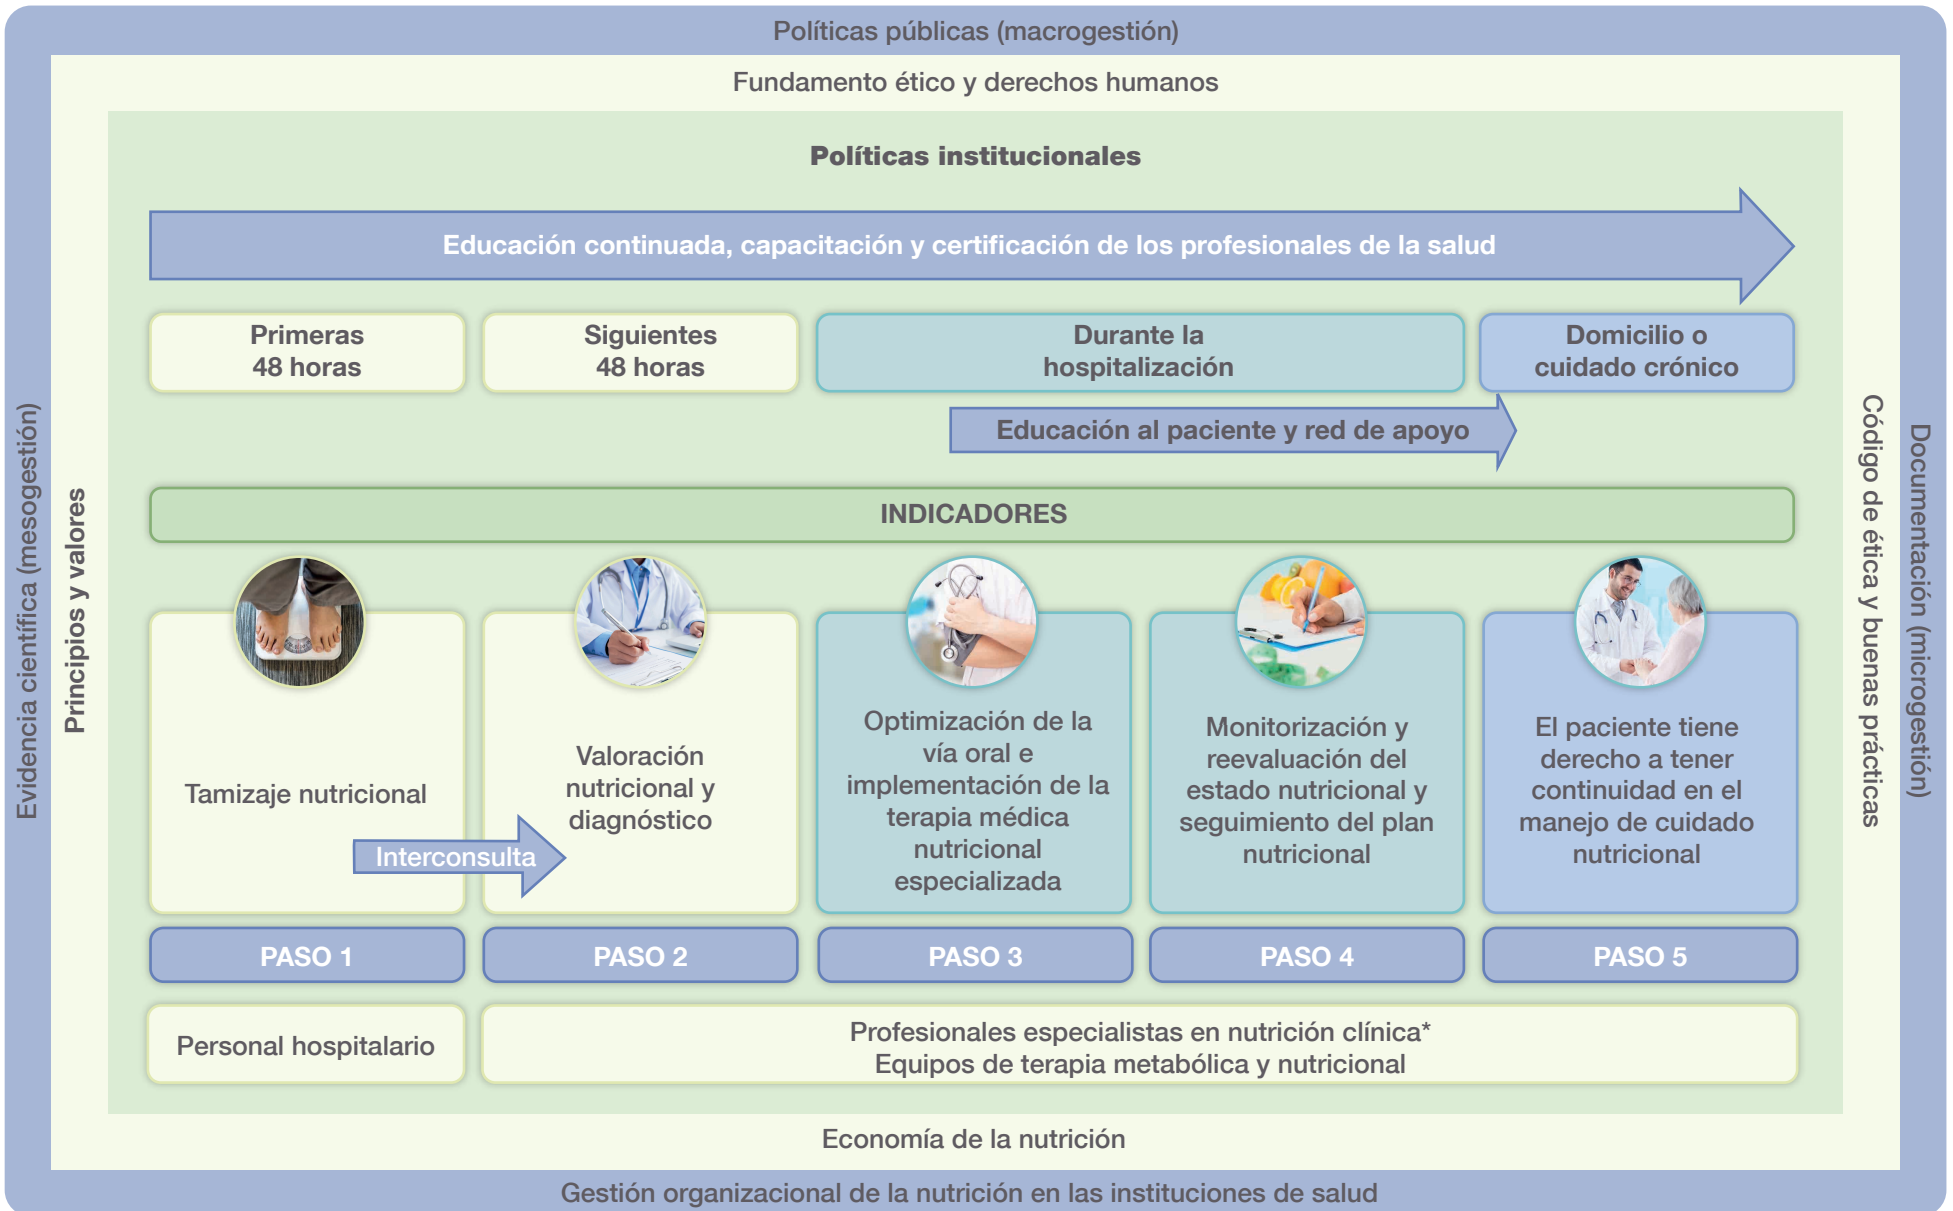 Políticas públicas (macrogestión)
Fundamento ético y derechos humanos
Políticas institucionales
Educación continuada, capacitación y certificación de los profesionales de la salud
Primeras
48 horas
Siguientes
48 horas
Durante la
hospitalización
Domicilio o
cuidado crónico
Educación al paciente y red de apoyo
INDICADORES
Tamizaje nutricional
Interconsulta
Valoración
nutricional y
diagnóstico
Optimización de la
vía oral e
implementación de la
terapia médica
nutricional
especializada
Monitorización y
reevaluación del
estado nutricional y
seguimiento del plan
nutricional
El paciente tiene
derecho a tener
continuidad en el
manejo de cuidado
nutricional
PASO 1
PASO 2
PASO 3
PASO 4
PASO 5
Personal hospitalario
Profesionales especialistas en nutrición clínica*
Equipos de terapia metabólica y nutricional
Evidencia científica (mesogestión)
Principios y valores
Código de ética y buenas prácticas
Documentación (microgestión)
Economía de la nutrición
Gestión organizacional de la nutrición en las instituciones de salud